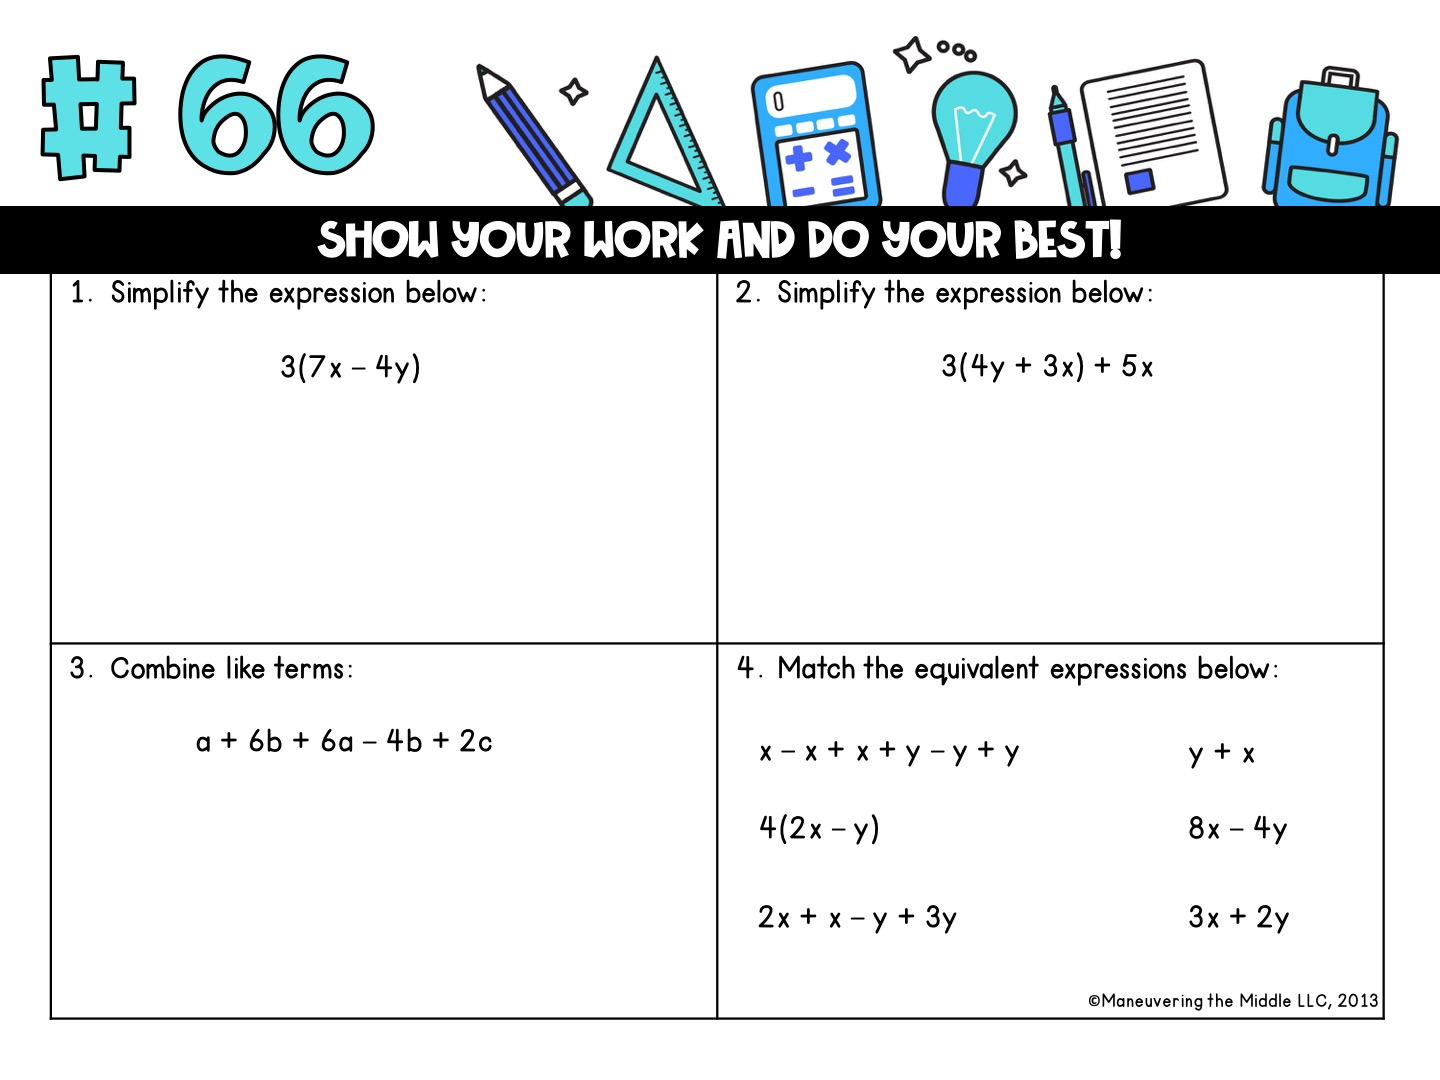 # 66
SHOW YOUR WORK AND DO YOUR BEST!
1. Simplify the expression below:
3(7x – 4y)
2. Simplify the expression below:
3(4y + 3x) + 5x
3. Combine like terms:
a + 6b + 6a – 4b + 2c
4. Match the equivalent expressions below:
x – x + x + y – y + y
y + x
4(2x – y)
8x – 4y
2x + x – y + 3y
3x + 2y
©Maneuvering the Middle LLC, 2013
0